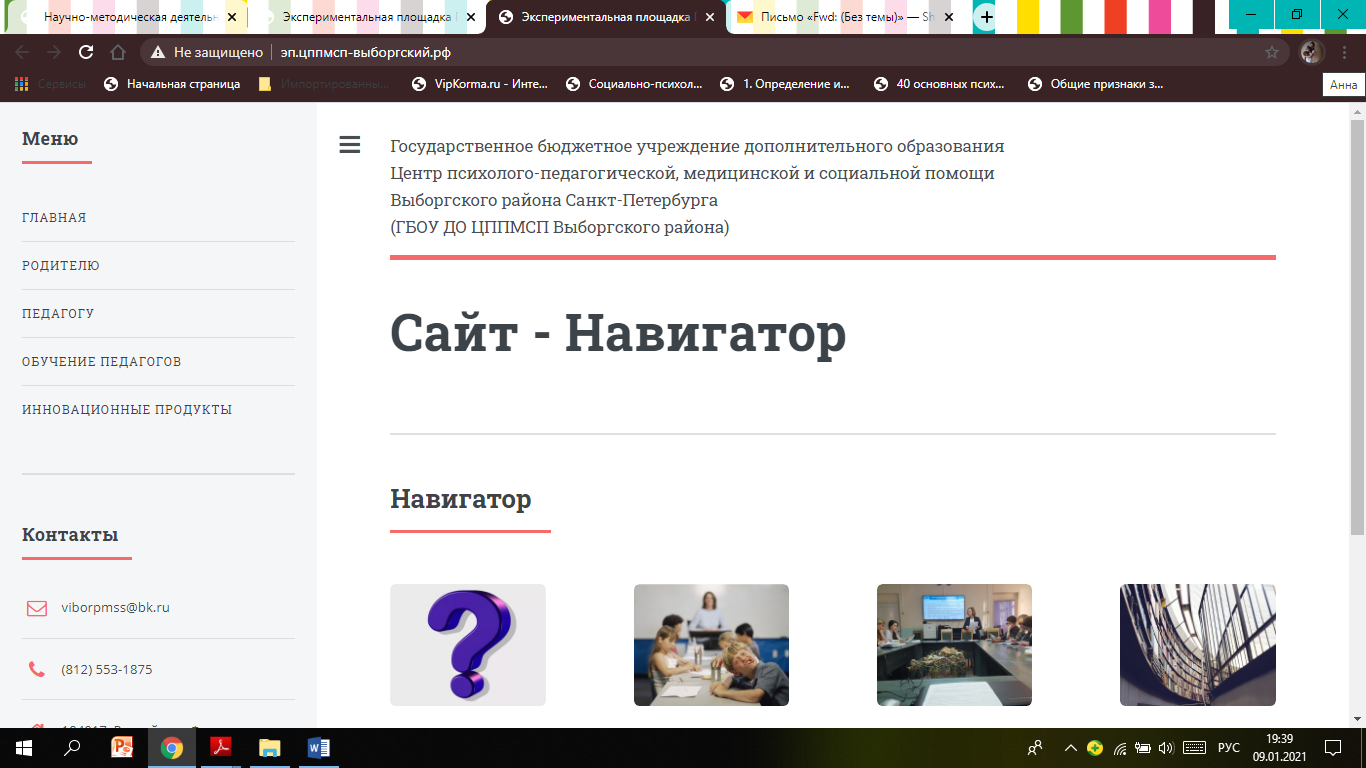 Научно-методическая деятельн
Экспериментальная площадка
Экспериментальная площадка
Письмо «Fwd: (Без темы)» — Sh
Не защищено
эп.цппмсп-выборгский.рф
Сервисы
Начальная страница
Импортированны...
VipKorma.ru - Инте...
Социально-психол...
1. Определение и...
40 основных псих...
Общие признаки з...
Анна
Меню
ГЛАВНАЯ
РОДИТЕЛЮ
ПЕДАГОГУ
ОБУЧЕНИЕ ПЕДАГОГОВ
ИННОВАЦИОННЫЕ ПРОДУКТЫ
Контакты
viborpmss@bk.ru
(812) 553-1875
Государственное бюджетное учреждение дополнительного образования
Центр психолого-педагогической, медицинской и социальной помощи
Выборгского района Санкт-Петербурга
(ГБОУ ДО ЦППМСП Выборгского района)
Сайт - Навигатор
Навигатор
РУС
19:39
09.01.2021